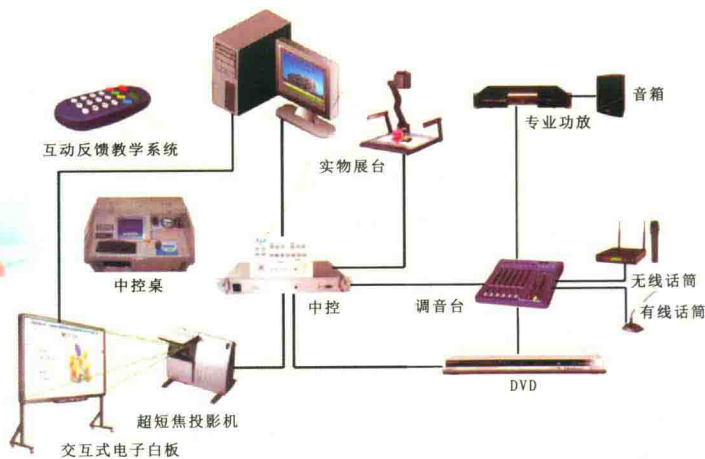 音箱
专业功放
互动反馈教学系统
实物展台
中控桌
中控
调音台
无线话筒
有线话筒
DVD
超短焦投影机
交互式电子白板